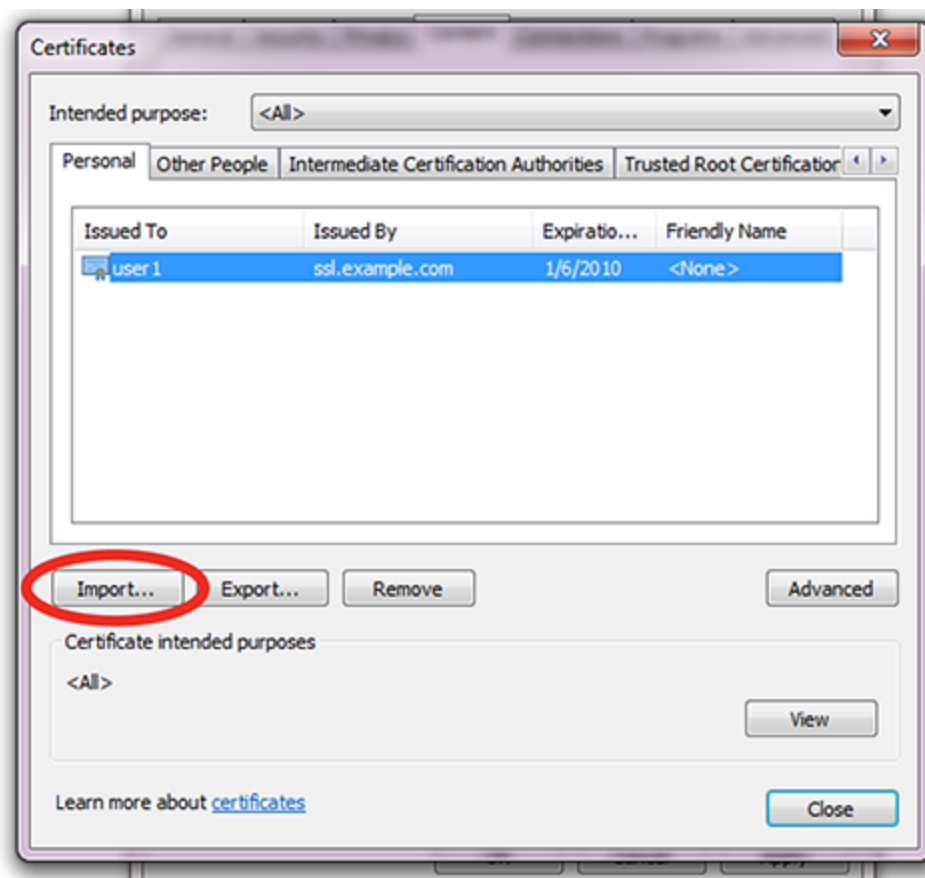 Certificates
Intended purpose: <All>
Personal Other People Intermediate Certification Authorities Trusted Root Certification
Issued To Issued By Expiratio... Friendly Name
user1 ssl.example.com 1/6/2010 <None>
Import... Export... Remove Advanced
Certificate intended purposes
<All>
View
Learn more about certificates
Close